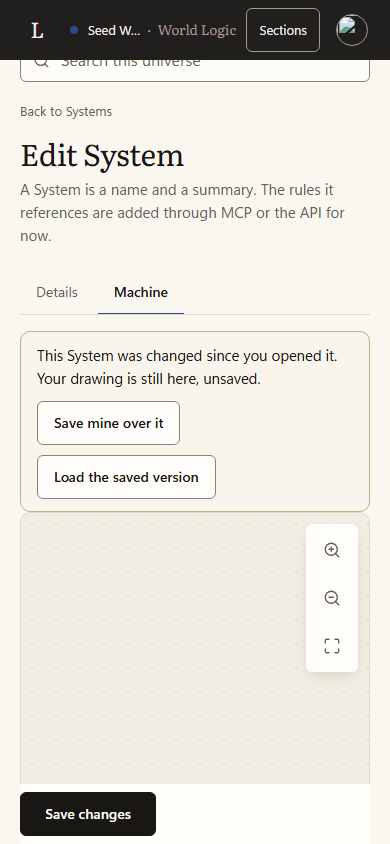 L
Seed W... · World Logic
Sections
Search this universe
Back to Systems
Edit System
A System is a name and a summary. The rules it
references are added through MCP or the API for
now.
Details
Machine
This System was changed since you opened it.
Your drawing is still here, unsaved.
Save mine over it
Load the saved version
Save changes